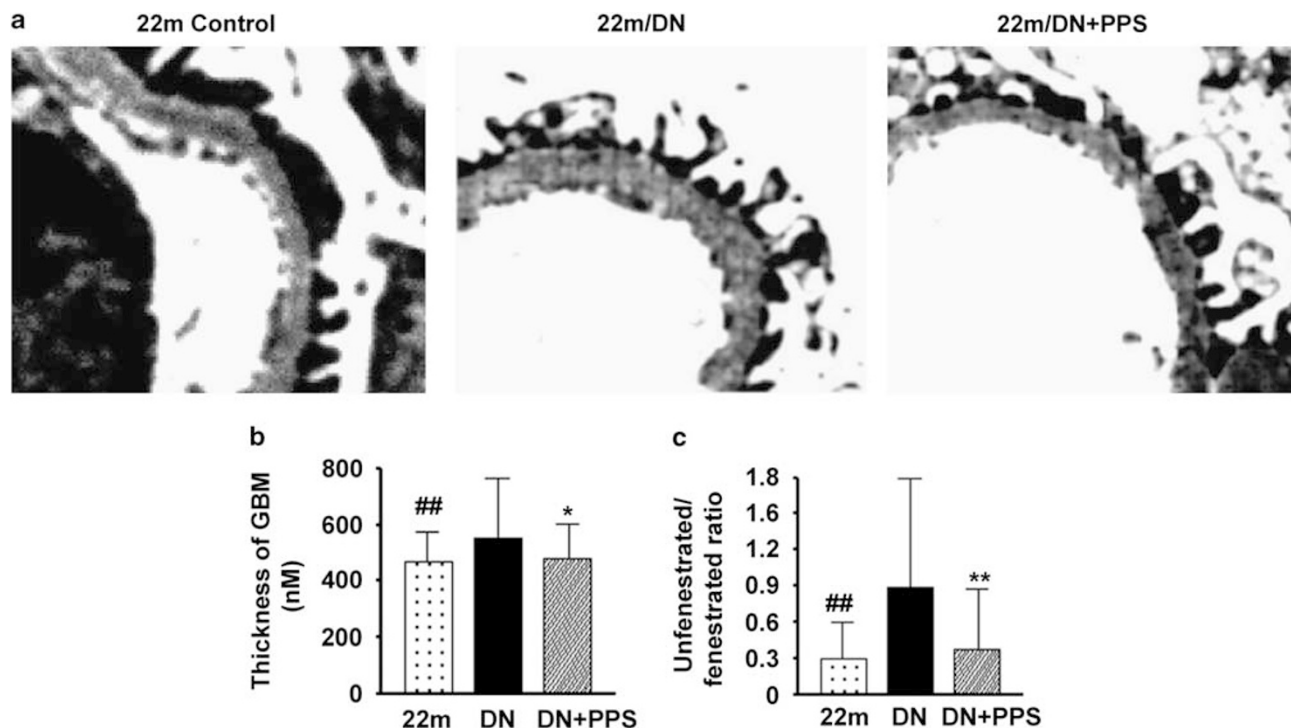 a
22m Control
22m/DN
22m/DN+PPS
b
Thickness of GBM
(nM)
800
600
400
200
0
##
*
22m
DN
DN+PPS
c
Unfenestrated/
fenestrated ratio
1.8
1.6
1.2
0.9
0.6
0.3
0
##
**
22m
DN
DN+PPS